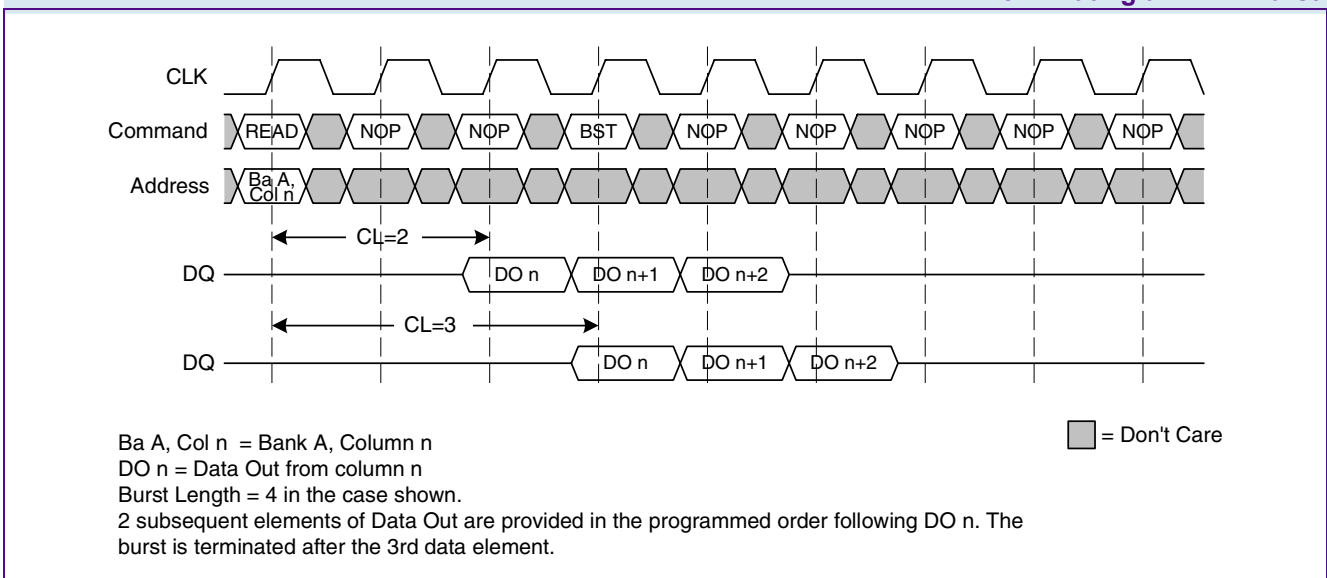 CLK
Command READ NOP NOP BST NOP NOP NOP NOP NOP
Address Ba A,
Col n
CL=2
DQ DO n DO n+1 DO n+2
CL=3
DQ DO n DO n+1 DO n+2
= Don't Care
Ba A, Col n = Bank A, Column n
DO n = Data Out from column n
Burst Length = 4 in the case shown.
2 subsequent elements of Data Out are provided in the programmed order following DO n. The
burst is terminated after the 3rd data element.